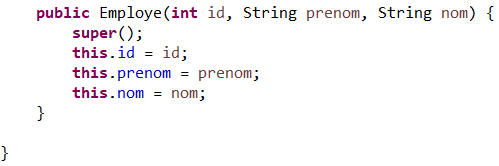 public Employe(int id, String prenom, String nom) {
super();
this.id = id;
this.prenom = prenom;
this.nom = nom;
}
}